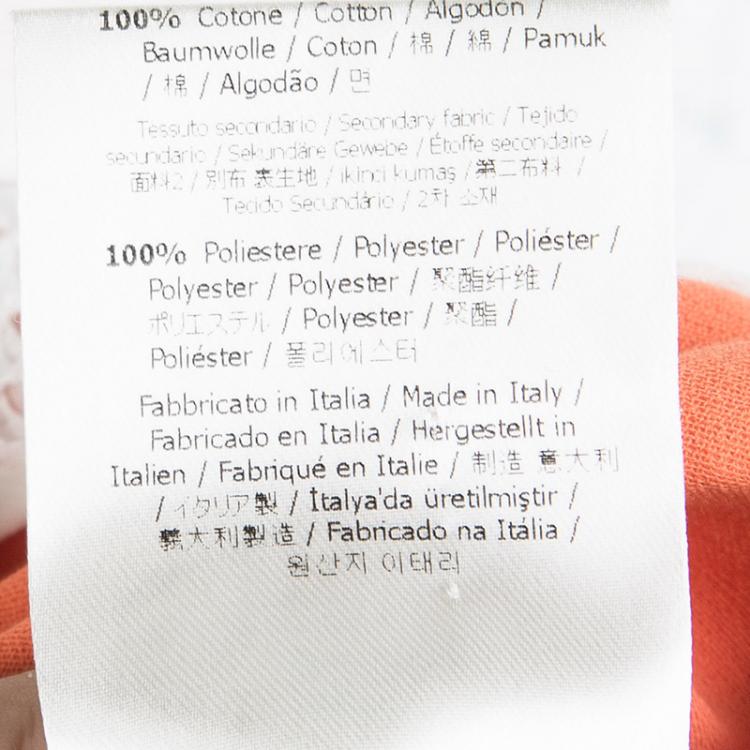 100% Cotone / Cotton / Algodón /
Baumwolle / Coton / 棉 / 綿 / Pamuk
/ 棉 / Algodão / 면
Tessuto secondario / Secondary fabric / Tejido
secundario / Sekundäre Gewebe / Étoffe secondaire /
面料2 / 別布 表生地 / ikinci kumaş / 第二布料 /
Tecido Secundário / 2차 소재
100% Poliestere / Polyester / Poliéster /
Polyester / Polyester / 聚酯纤维 /
ポリエステル / Polyester / 聚酯 /
Poliéster / 폴리에스터
Fabbricato in Italia / Made in Italy /
Fabricado en Italia / Hergestellt in
Italien / Fabriqué en Italie / 制造 意大利
/ イタリア製 / İtalya'da üretilmiştir /
義大利製造 / Fabricado na Itália /
원산지 이태리